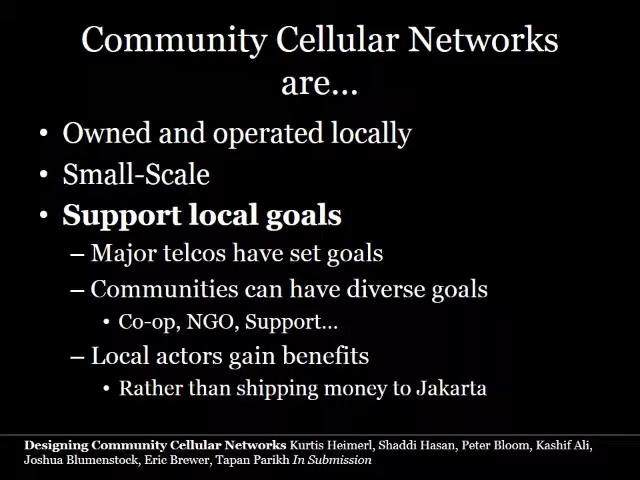 Community Cellular Networks
are...
• Owned and operated locally
• Small-Scale
• Support local goals
– Major telcos have set goals
– Communities can have diverse goals
• Co-op, NGO, Support...
– Local actors gain benefits
• Rather than shipping money to Jakarta
Designing Community Cellular Networks Kurtis Heimerl, Shaddi Hasan, Peter Bloom, Kashif Ali,
Joshua Blumenstock, Eric Brewer, Tapan Parikh In Submission